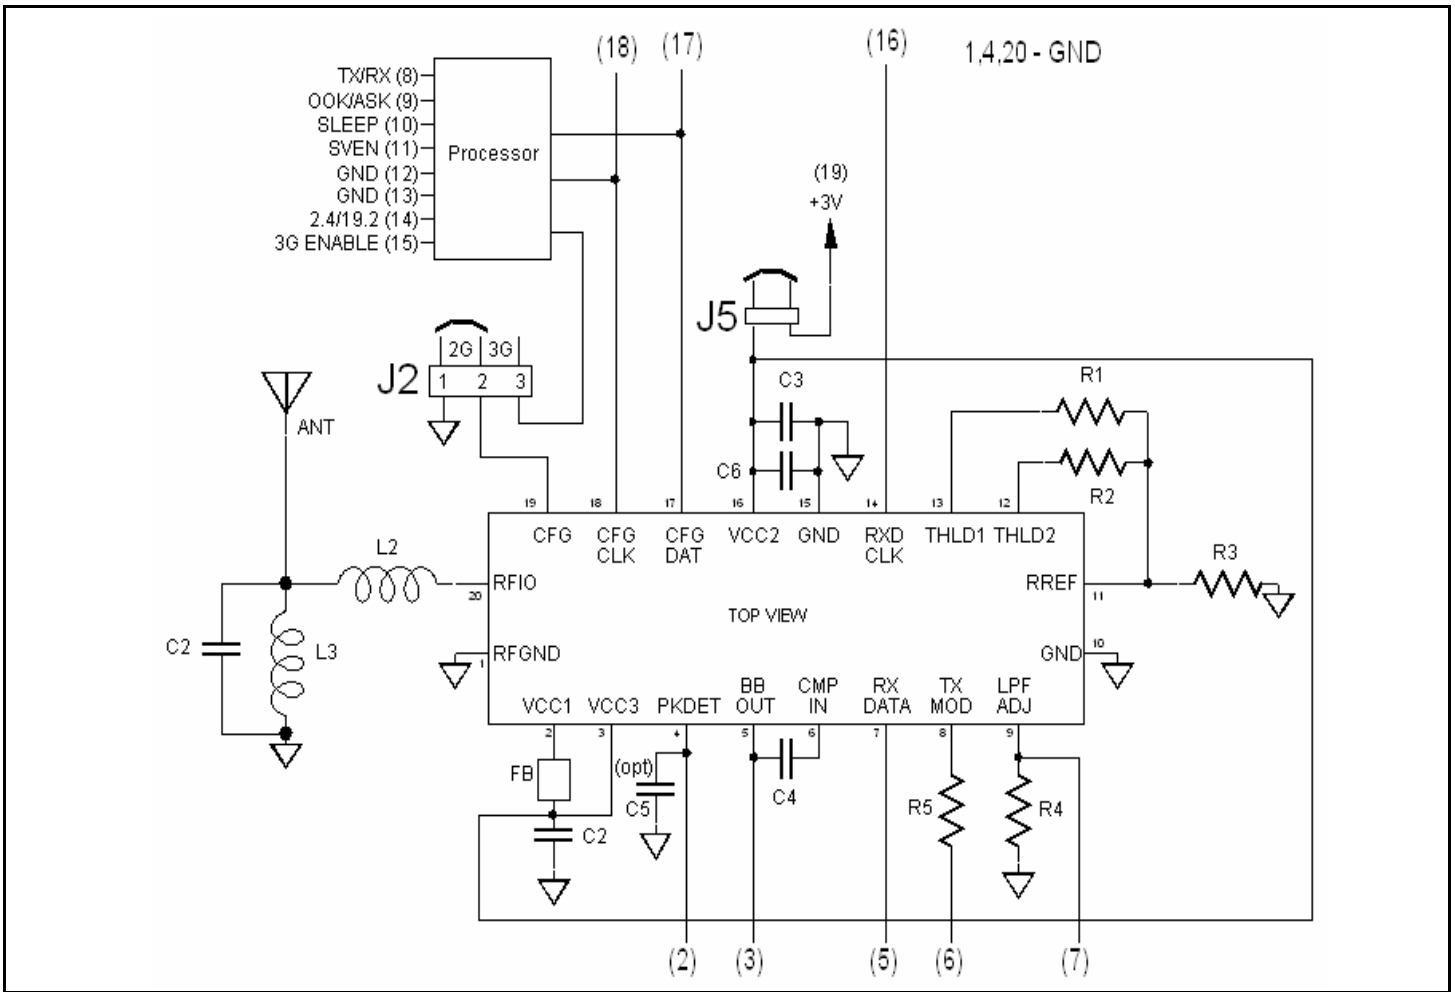 (18) (17) (16) 1,4,20 - GND
TX/RX (8)
OOK/ASK (9)
SLEEP (10)
SVEN (11)
GND (12)
GND (13)
2.4/19.2 (14)
3G ENABLE (15)
Processor
(19)
+3V
J5
J2
2G 3G
1 2 3
ANT
C3
C6
R1
R2
R3
19 18 17 16 15 14 13 12
CFG
CFG CLK
CFG DAT
VCC2
GND
RXD CLK
THLD1
THLD2
L2
C2
L3
20
RFIO
1
RFGND
TOP VIEW
RREF
11
GND
10
VCC1
VCC3
PKDET
BB OUT
CMP IN
RX DATA
TX MOD
LPF ADJ
2 3 4 5 6 7 8 9
FB
C2
(opt)
C5
C4
R5
R4
(2) (3) (5) (6) (7)